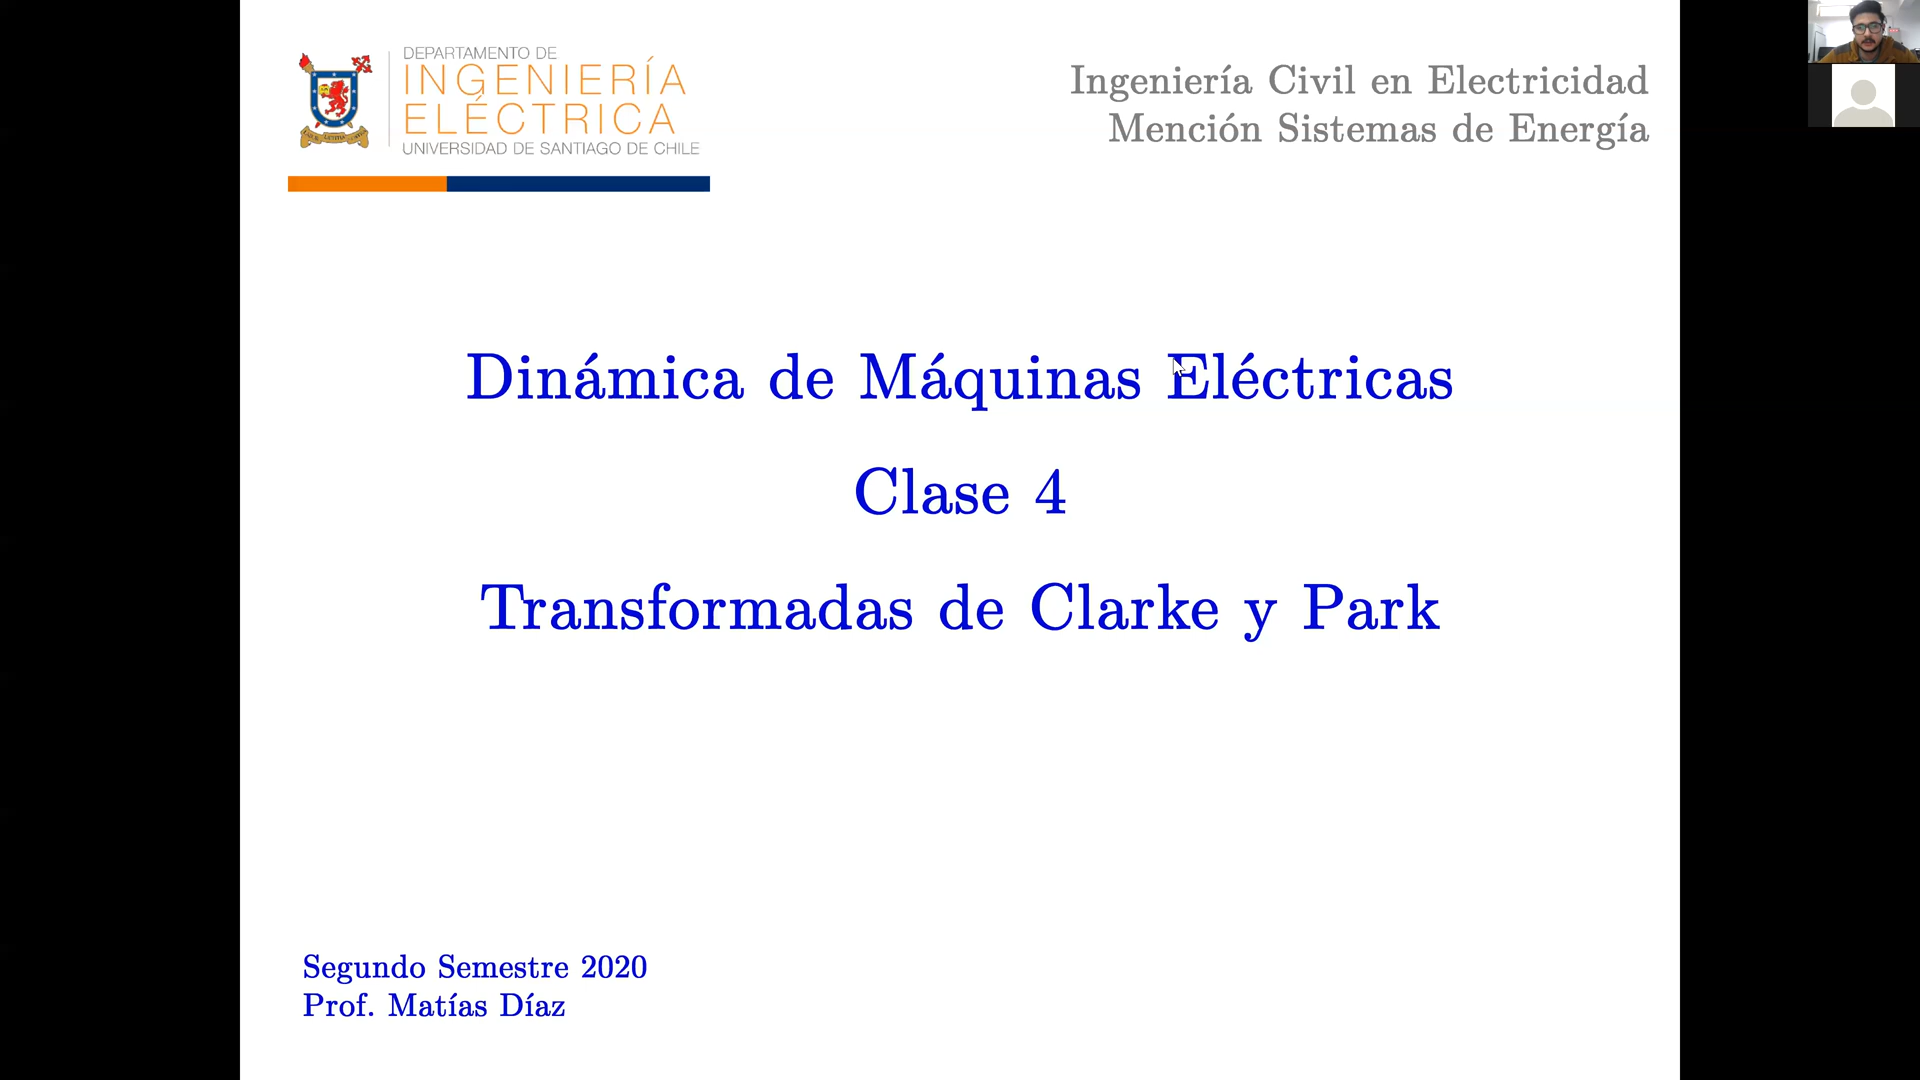 DEPARTAMENTO DE
INGENIERÍA
ELÉCTRICA
UNIVERSIDAD DE SANTIAGO DE CHILE
Ingeniería Civil en Electricidad
Mención Sistemas de Energía
Dinámica de Máquinas Eléctricas
Clase 4
Transformadas de Clarke y Park
Segundo Semestre 2020
Prof. Matías Díaz